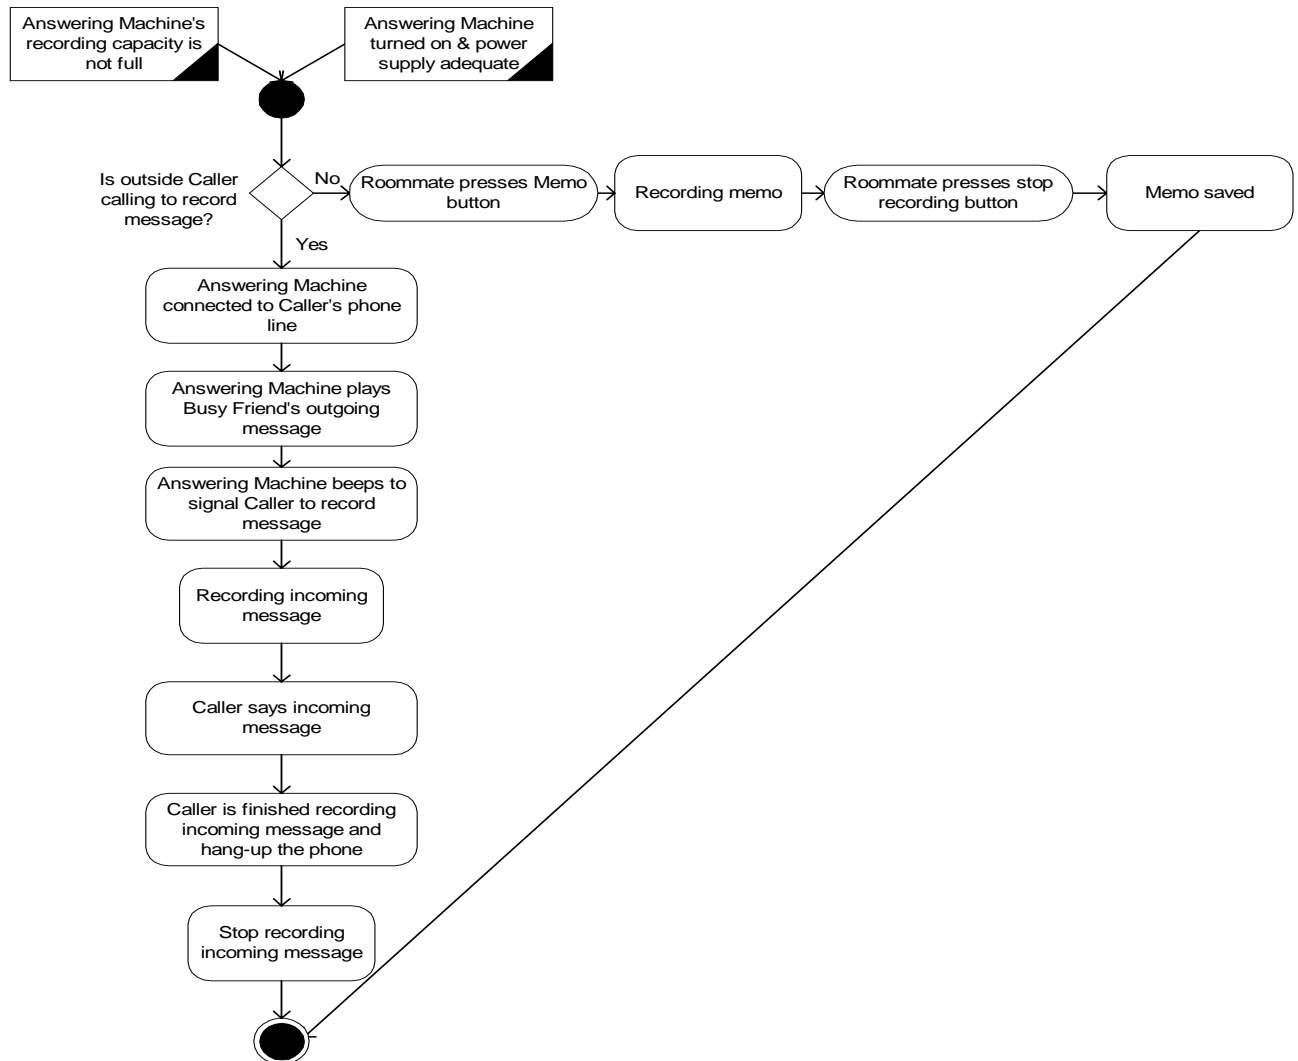 Answering Machine's
recording capacity is
not full
Answering Machine
turned on & power
supply adequate
Is outside Caller
calling to record
message?
No
Roommate presses Memo
button
Recording memo
Roommate presses stop
recording button
Memo saved
Yes
Answering Machine
connected to Caller's phone
line
Answering Machine plays
Busy Friend's outgoing
message
Answering Machine beeps to
signal Caller to record
message
Recording incoming
message
Caller says incoming
message
Caller is finished recording
incoming message and
hang-up the phone
Stop recording
incoming message